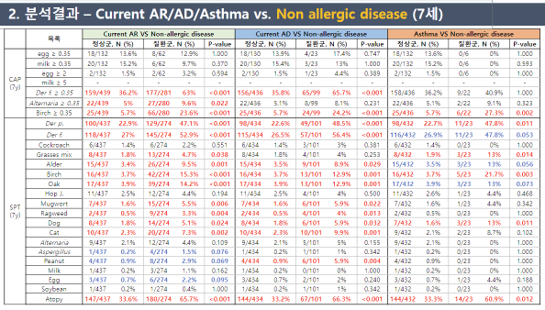 2. 분석결과 – Current AR/AD/Asthma vs. Non allergic disease (7세)
목록 Current AR VS Non-allergic disease Current AD VS Non-allergic disease Asthma VS Non-allergic disease
정상군, N (%) 질환군, N (%) P-value 정상군, N (%) 질환군, N (%) P-value 정상군, N (%) 질환군, N (%) P-value
CAP (7y)
egg ≥ 0.35 18/132 13.6% 8/62 12.9% 1.000 18/130 13.9% 4/23 17.4% 0.747 18/132 13.6% 0/6 0% 1.000
milk ≥ 0.35 20/132 15.2% 6/62 9.7% 0.370 20/130 15.4% 3/23 13% 1.000 20/132 15.2% 0/6 0% 0.593
egg ≥ 2 2/132 1.5% 2/62 3.2% 0.594 2/130 1.5% 1/23 4.4% 0.389 2/132 1.5% 0/6 0% 1.000
milk ≥ 5 - - - - - - - - -
Der f. ≥ 0.35 159/439 36.2% 177/281 63% <0.001 156/436 35.8% 65/99 65.7% <0.001 158/436 36.2% 9/22 40.9% 1.000
Alternaria ≥ 0.35 22/439 5% 27/280 9.6% 0.022 22/436 5.1% 8/99 8.1% 0.231 22/436 5.1% 2/22 9.1% 0.323
Birch ≥ 0.35 25/439 5.7% 66/280 23.6% <0.001 25/436 5.7% 24/99 24.2% <0.001 25/436 5.7% 6/22 27.3% 0.002
SPT (7y)
Der p. 100/437 22.9% 129/274 47.1% <0.001 98/434 22.6% 49/101 48.5% <0.001 98/432 22.7% 11/23 47.8% 0.011
Der f. 118/437 27% 145/274 52.9% <0.001 115/434 26.5% 57/101 56.4% <0.001 116/432 26.9% 11/23 47.8% 0.053
Cockroach 6/437 1.4% 6/274 2.2% 0.551 6/434 1.4% 3/101 3% 0.381 6/432 1.4% 0/23 0% 1.000
Grasses mix 8/437 1.8% 13/274 4.7% 0.038 8/434 1.8% 4/101 4% 0.253 8/432 1.9% 3/23 13% 0.014
Alder 15/437 3.4% 26/274 9.5% 0.001 15/434 3.5% 9/101 8.9% 0.029 15/432 3.5% 3/23 13% 0.056
Birch 16/437 3.7% 42/274 15.3% <0.001 16/434 3.7% 13/101 12.9% 0.001 16/432 3.7% 5/23 21.7% 0.003
Oak 17/437 3.9% 39/274 14.2% <0.001 17/434 3.9% 13/101 12.9% 0.001 17/432 3.9% 3/23 13% 0.073
Hop J. 11/437 2.5% 12/274 4.4% 0.194 11/434 2.5% 4/101 4% 0.500 11/432 2.6% 1/23 4.4% 0.468
Mugwort 7/437 1.6% 15/274 5.5% 0.006 7/434 1.6% 6/101 5.9% 0.022 7/432 1.6% 1/23 4.4% 0.342
Ragweed 2/437 0.5% 9/274 3.3% 0.004 2/434 0.5% 4/101 4% 0.013 2/432 0.5% 0/23 0% 1.000
Dog 8/437 1.8% 14/274 5.1% 0.024 8/434 1.8% 6/101 5.9% 0.032 7/432 1.6% 3/23 13% 0.011
Cat 10/437 2.3% 20/274 7.3% 0.002 10/434 2.3% 10/101 9.9% 0.001 9/432 2.1% 2/23 8.7% 0.102
Alternaria 9/437 2.1% 12/274 4.4% 0.109 9/434 2.1% 5/101 5% 0.155 9/432 2.1% 0/23 0% 1.000
Aspergillus 1/437 0.2% 4/274 1.5% 0.076 1/434 0.2% 1/101 1% 0.342 1/432 0.2% 0/23 0% 1.000
Peanut 4/437 0.9% 8/274 2.9% 0.069 4/434 0.9% 6/101 5.9% 0.004 4/432 0.9% 0/23 0% 1.000
Milk 1/437 0.2% 3/274 1.1% 0.162 1/434 0.2% 0/101 0% 1.000 1/432 0.2% 0/23 0% 1.000
Egg 3/437 0.7% 6/274 2.2% 0.095 3/434 0.7% 2/101 2% 0.240 3/432 0.7% 1/23 4.4% 0.188
Soybean 1/437 0.2% 1/274 0.4% 1.000 1/434 0.2% 1/101 1% 0.342 1/432 0.2% 0/23 0% 1.000
Atopy 147/437 33.6% 180/274 65.7% <0.001 144/434 33.2% 67/101 66.3% <0.001 144/432 33.3% 14/23 60.9% 0.012